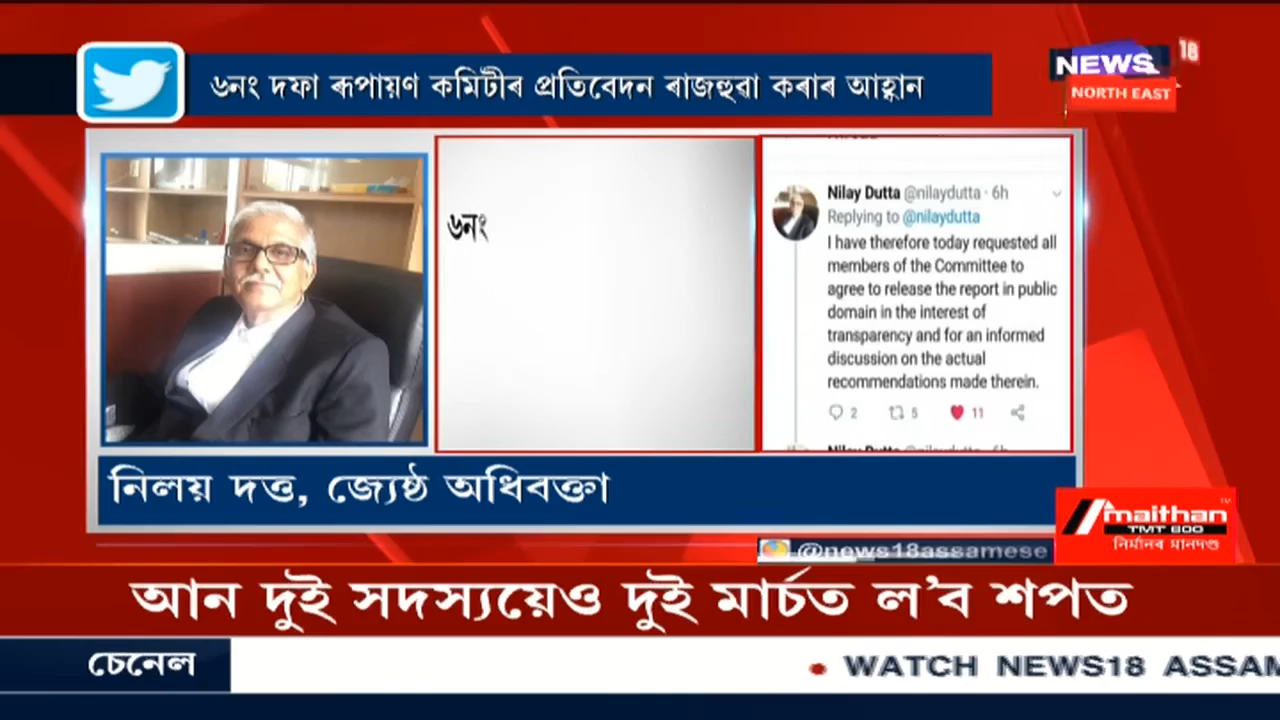 ৬নং দফা ৰূপায়ণ কমিটীৰ প্ৰতিবেদন ৰাজহুৱা কৰাৰ আহ্বান
NEWS 18
NORTH EAST
৬নং
Nilay Dutta @nilaydutta · 6h
Replying to @nilaydutta
I have therefore today requested all
members of the Committee to
agree to release the report in public
domain in the interest of
transparency and for an informed
discussion on the actual
recommendations made therein.
2 5 11
নিলয় দত্ত, জ্যেষ্ঠ অধিবক্তা
maithan
TMT 600
নিৰ্মানৰ মানদণ্ড
@news18assamese
আন দুই সদস্যয়েও দুই মাৰ্চত ল'ব শপত
চেনেল
• WATCH NEWS18 ASSAM